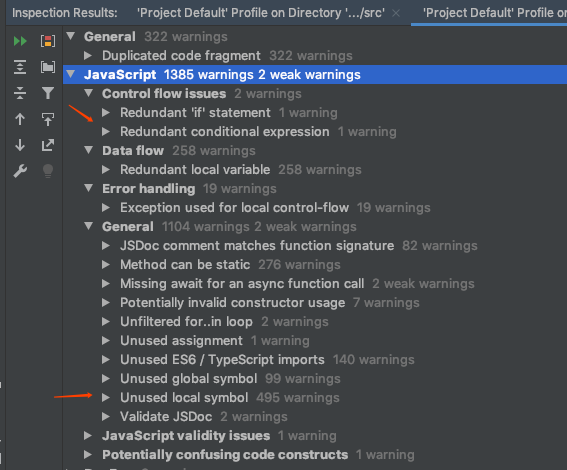 Inspection Results: 'Project Default' Profile on Directory '.../src' × 'Project Default' Profile on
General 322 warnings
Duplicated code fragment 322 warnings
JavaScript 1385 warnings 2 weak warnings
Control flow issues 2 warnings
Redundant 'if' statement 1 warning
Redundant conditional expression 1 warning
Data flow 258 warnings
Redundant local variable 258 warnings
Error handling 19 warnings
Exception used for local control-flow 19 warnings
General 1104 warnings 2 weak warnings
JSDoc comment matches function signature 82 warnings
Method can be static 276 warnings
Missing await for an async function call 2 weak warnings
Potentially invalid constructor usage 7 warnings
Unfiltered for..in loop 2 warnings
Unused assignment 1 warning
Unused ES6 / TypeScript imports 140 warnings
Unused global symbol 99 warnings
Unused local symbol 495 warnings
Validate JSDoc 2 warnings
JavaScript validity issues 1 warning
Potentially confusing code constructs 1 warning